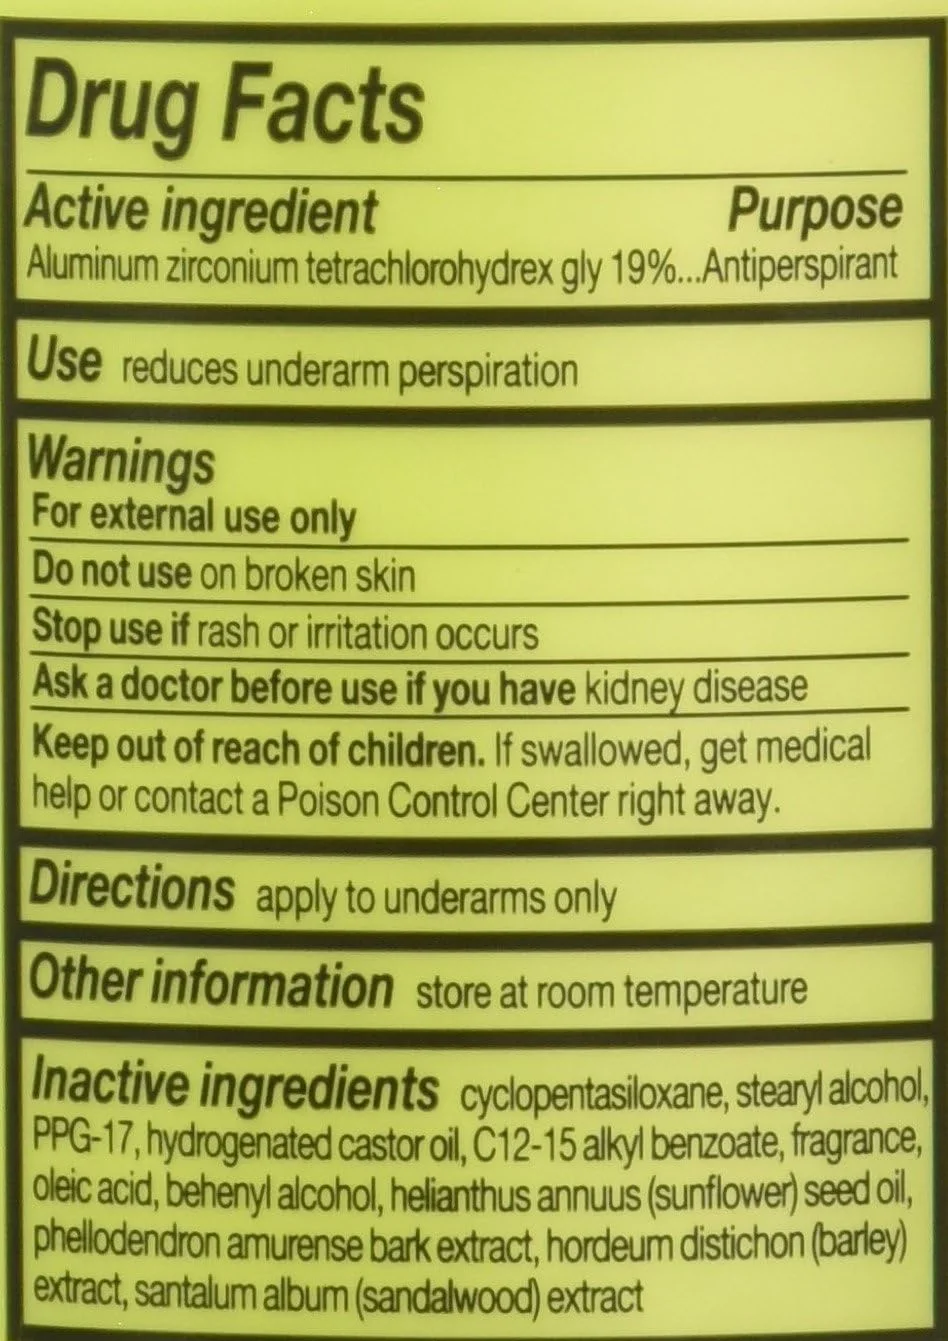 Drug Facts
Active ingredient Purpose
Aluminum zirconium tetrachlorohydrex gly 19%...Antiperspirant
Use reduces underarm perspiration
Warnings
For external use only
Do not use on broken skin
Stop use if rash or irritation occurs
Ask a doctor before use if you have kidney disease
Keep out of reach of children. If swallowed, get medical
help or contact a Poison Control Center right away.
Directions apply to underarms only
Other information store at room temperature
Inactive ingredients cyclopentasiloxane, stearyl alcohol,
PPG-17, hydrogenated castor oil, C12-15 alkyl benzoate, fragrance,
oleic acid, behenyl alcohol, helianthus annuus (sunflower) seed oil,
phellodendron amurense bark extract, hordeum distichon (barley)
extract, santalum album (sandalwood) extract